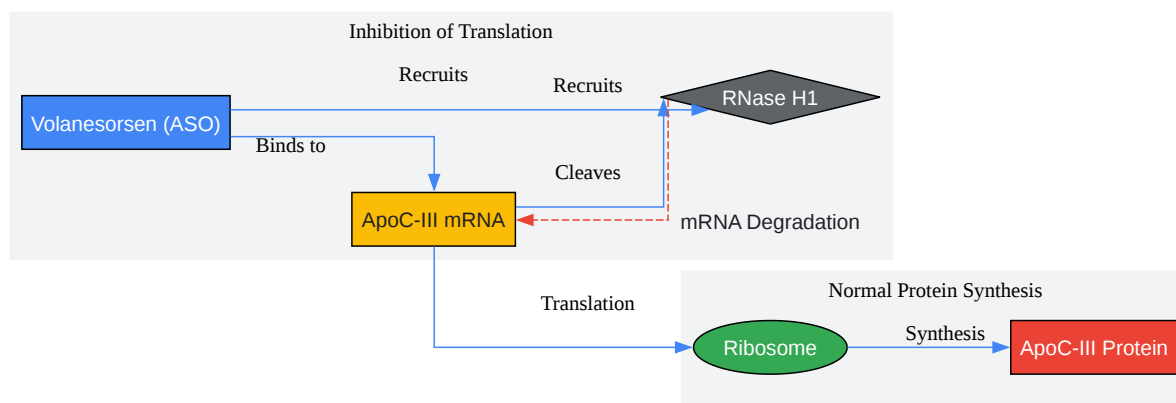 Inhibition of Translation
Recruits
Recruits
RNase H1
Volanesorsen (ASO)
Binds to
Cleaves
ApoC-III mRNA
mRNA Degradation
Normal Protein Synthesis
Translation
Synthesis
Ribosome
ApoC-III Protein